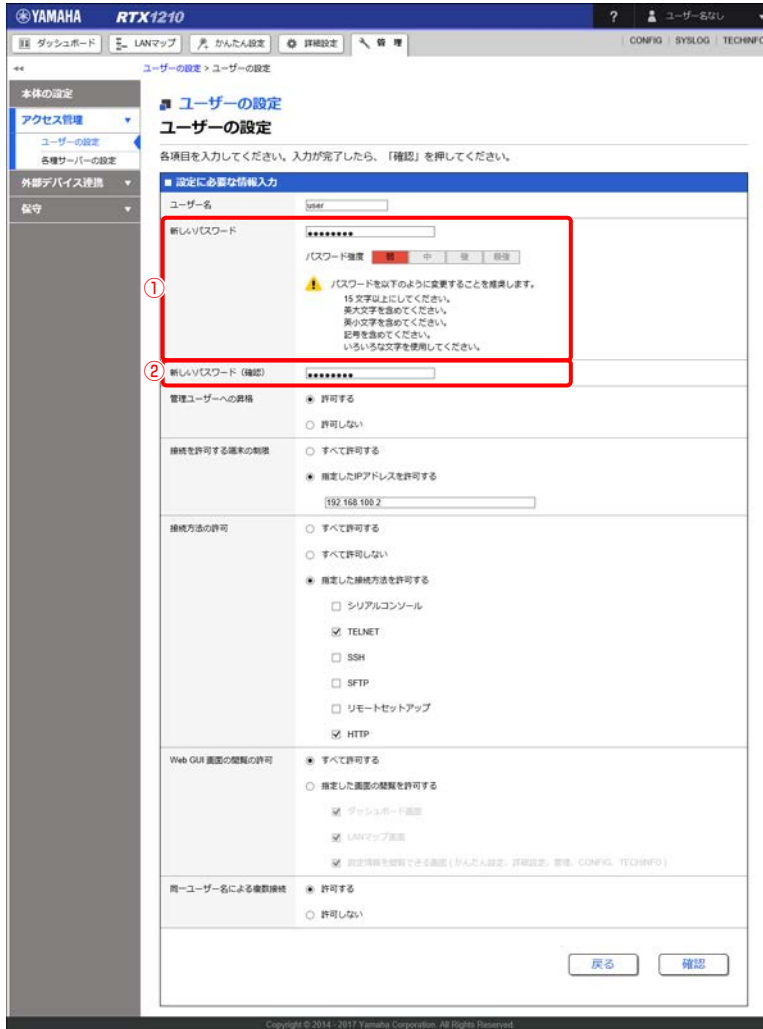 YAMAHA RTX1210 ? ユーザー名なし
ダッシュボード LANマップ かんたん設定 詳細設定 管理 CONFIG SYSLOG TECHINFO
ユーザーの設定 > ユーザーの設定
本体の設定
アクセス管理
ユーザーの設定
各種サーバーの設定
外部デバイス連携
保守
ユーザーの設定
ユーザーの設定
各項目を入力してください。入力が完了したら、「確認」を押してください。
■ 設定に必要な情報入力
ユーザー名 user
① 新しいパスワード ••••••••
パスワード強度 弱 中 強 最強
パスワードを以下のように変更することを推奨します。
15 文字以上にしてください。
英大文字を含めてください。
英小文字を含めてください。
記号を含めてください。
いろいろな文字を使用してください。
② 新しいパスワード（確認） ••••••••
管理ユーザーへの昇格 許可する
許可しない
接続を許可する端末の制限 すべて許可する
指定したIPアドレスを許可する
192.168.100.2
接続方法の許可 すべて許可する
すべて許可しない
指定した接続方法を許可する
シリアルコンソール
TELNET
SSH
SFTP
リモートセットアップ
HTTP
Web GUI 画面の閲覧の許可 すべて許可する
指定した画面の閲覧を許可する
ダッシュボード画面
LANマップ画面
設定情報を閲覧できる画面 ( かんたん設定、詳細設定、管理、CONFIG、TECHINFO )
同一ユーザー名による複数接続 許可する
許可しない
戻る 確認
Copyright © 2014 - 2017 Yamaha Corporation. All Rights Reserved.